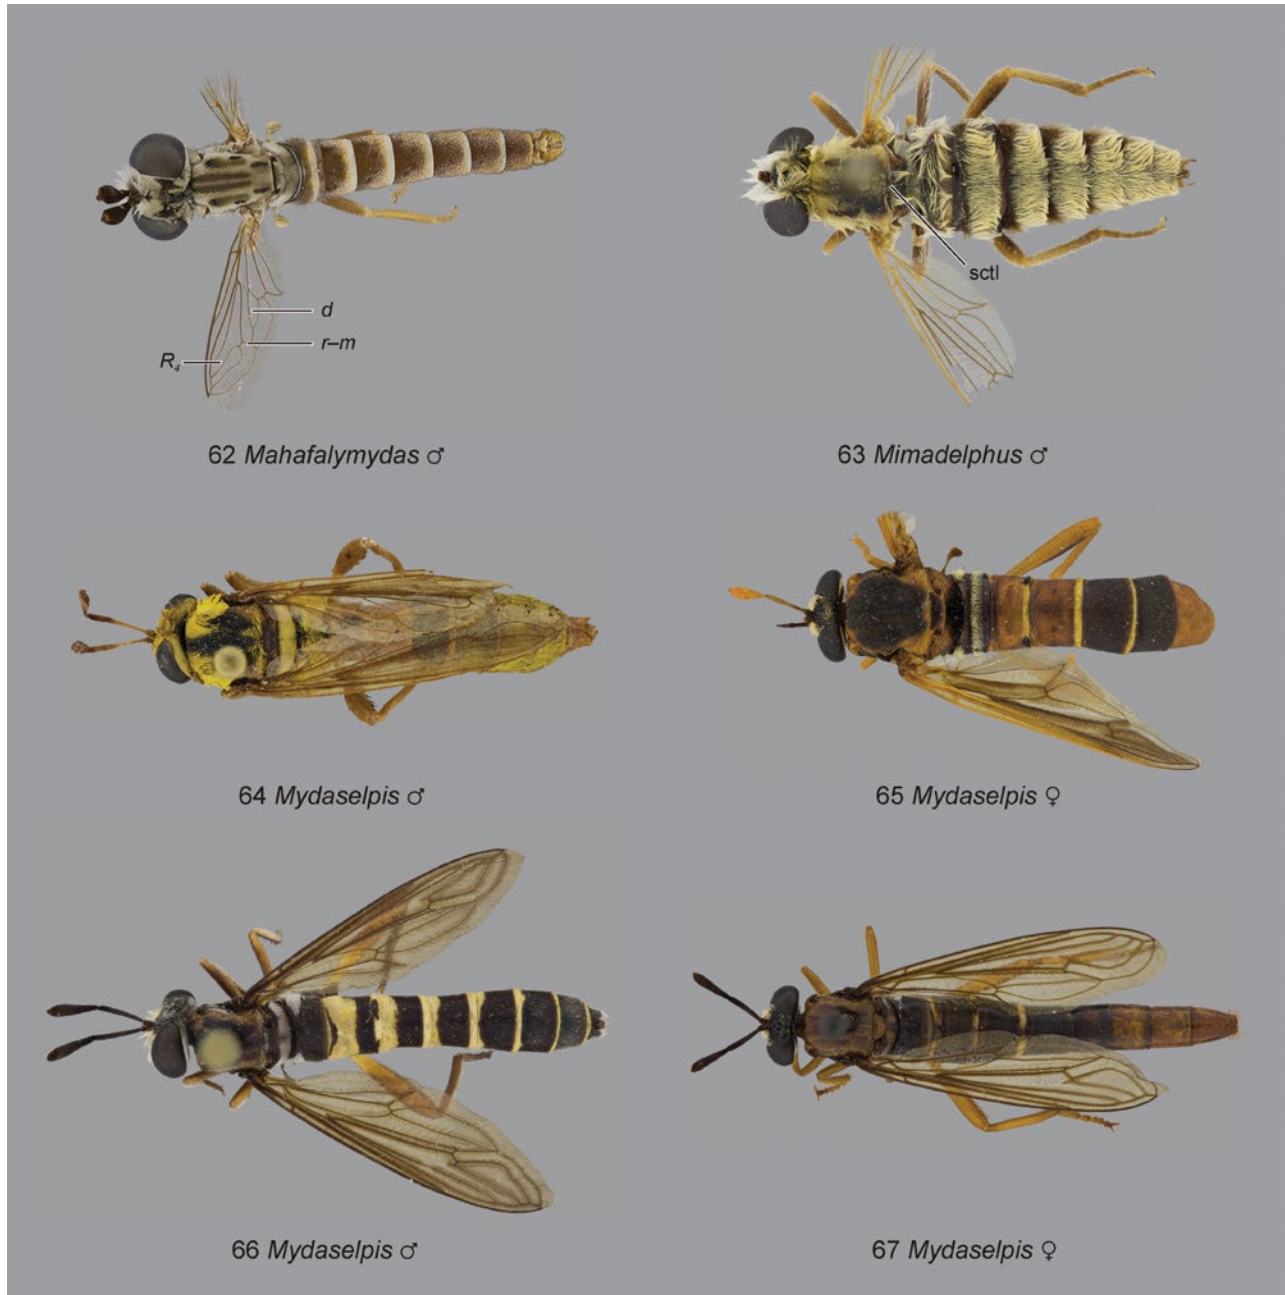 d
r–m
R4
sctl
62 Mahafalymydas ♂
63 Mimadelphus ♂
64 Mydaselpis ♂
65 Mydaselpis ♀
66 Mydaselpis ♂
67 Mydaselpis ♀